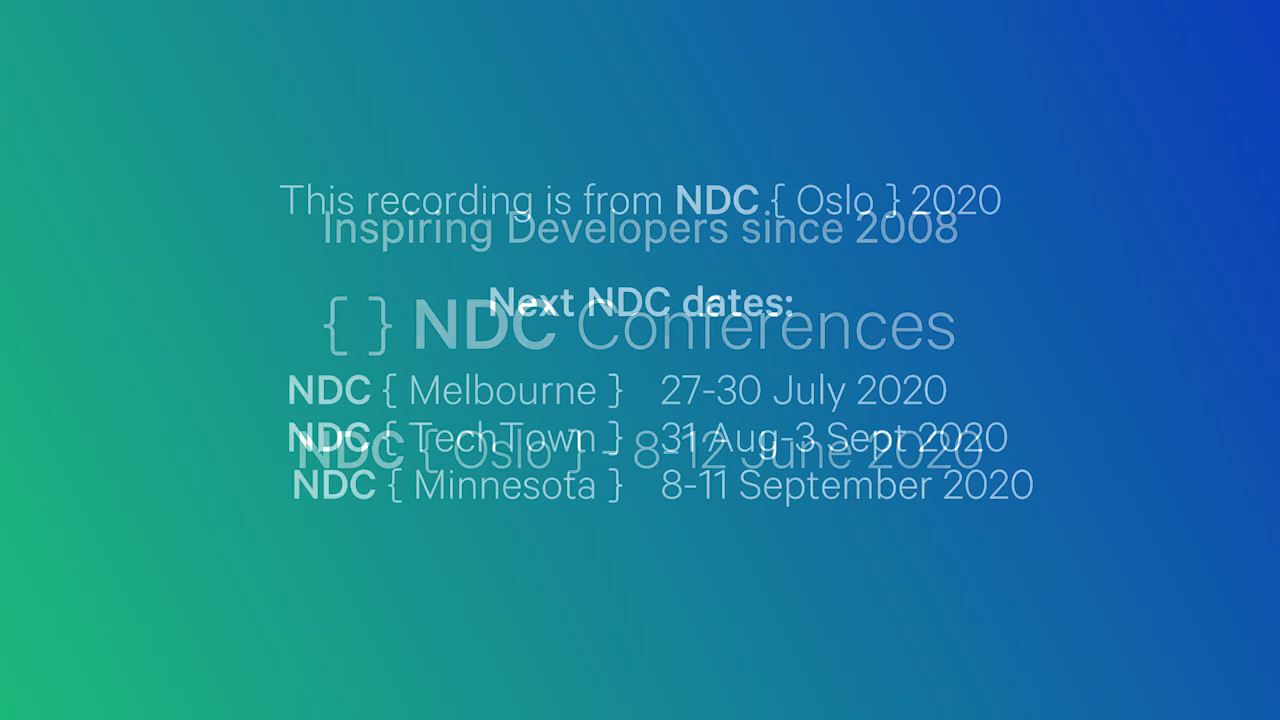 This recording is from NDC { Oslo } 2020
Inspiring Developers since 2008
Next NDC dates:
{ } NDC Conferences
NDC { Melbourne } 27-30 July 2020
NDC { TechTown } 31 Aug-3 Sept 2020
NDC { Oslo } - 8-12 June 2020
NDC { Minnesota } 8-11 September 2020